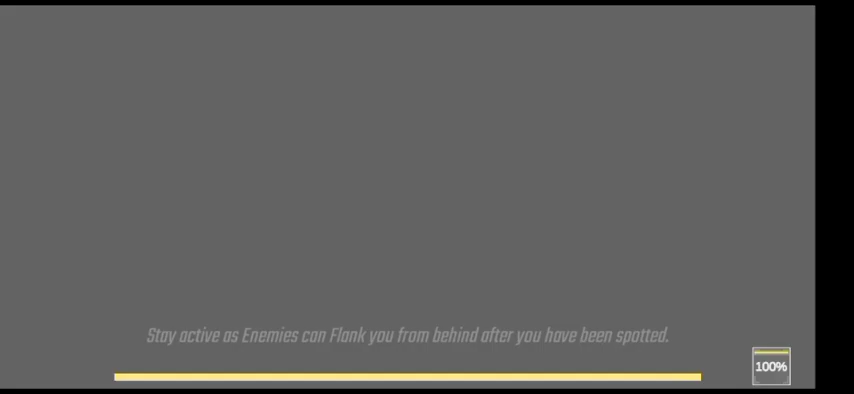 Stay active as Enemies can Flank you from behind after you have been spotted.
100%